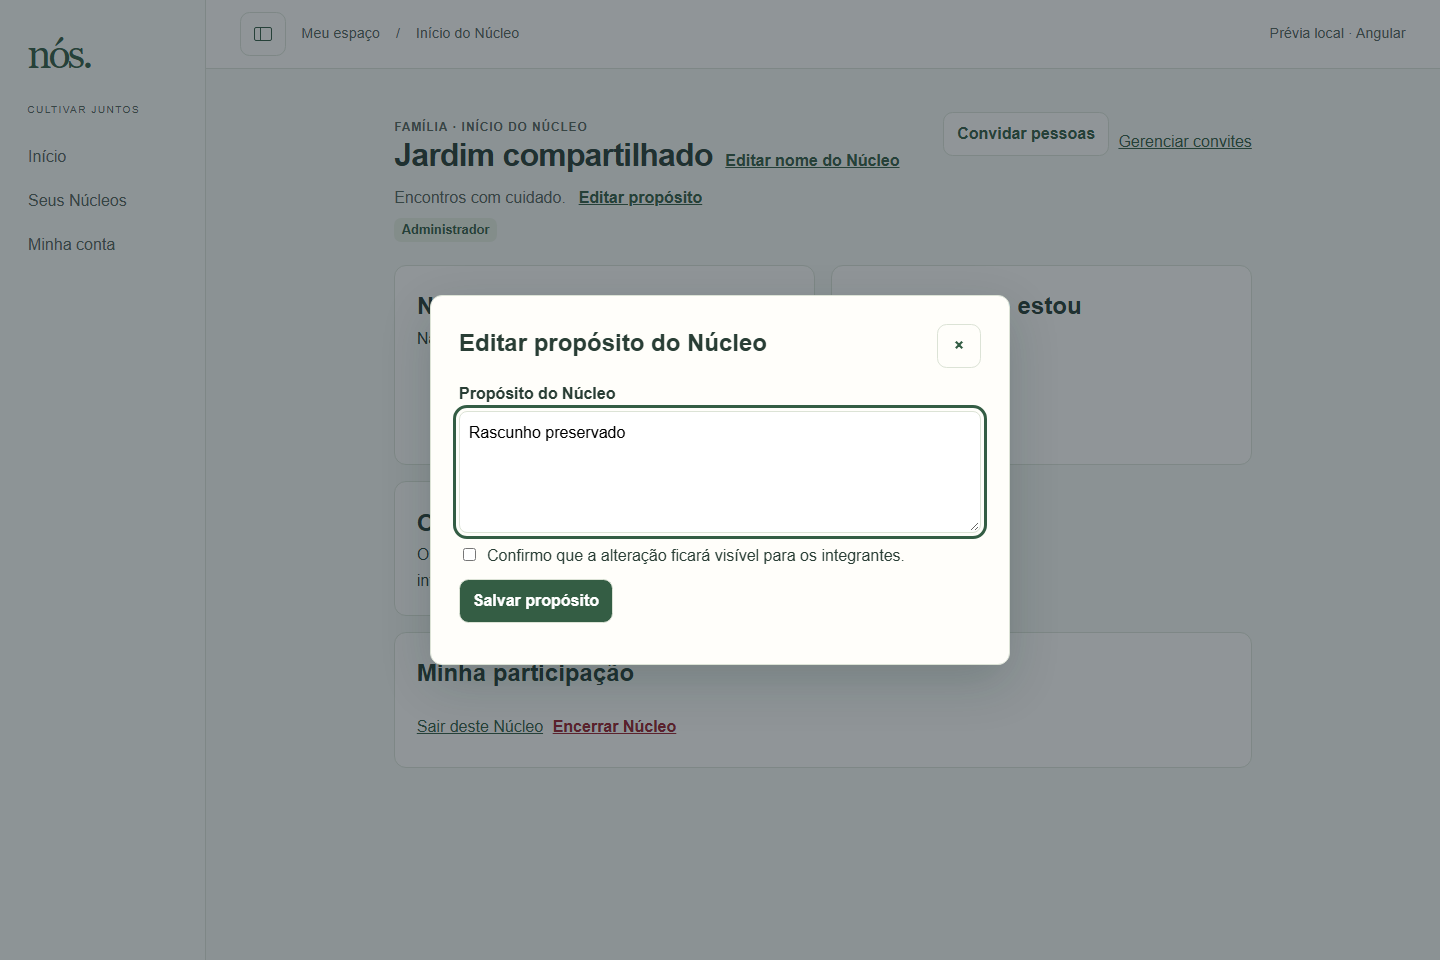 nós.
CULTIVAR JUNTOS
Início
Seus Núcleos
Minha conta
Meu espaço / Início do Núcleo
Prévia local · Angular
FAMÍLIA · INÍCIO DO NÚCLEO
Jardim compartilhado Editar nome do Núcleo
Convidar pessoas Gerenciar convites
Encontros com cuidado. Editar propósito
Administrador
estou
Editar propósito do Núcleo
×
Propósito do Núcleo
Rascunho preservado
Confirmo que a alteração ficará visível para os integrantes.
Salvar propósito
Minha participação
Sair deste Núcleo Encerrar Núcleo